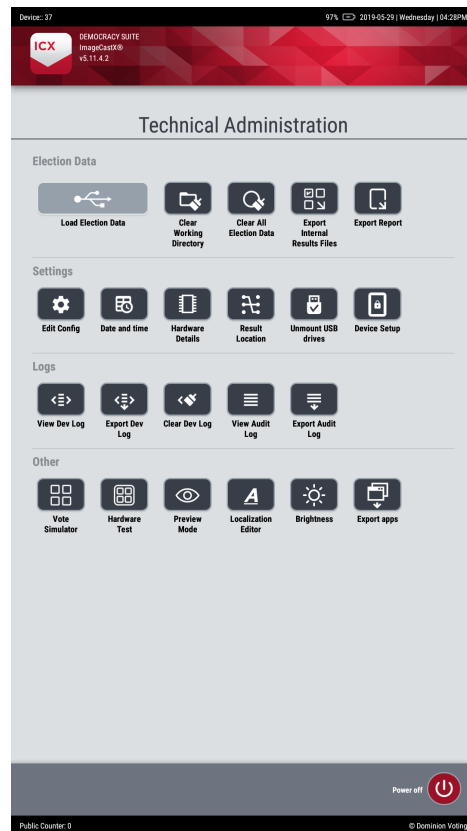 Device:: 37
97% 2019-05-29 | Wednesday | 04:28PM
ICX
DEMOCRACY SUITE
ImageCastX®
v5.11.4.2
Technical Administration
Election Data
Load Election Data
Clear
Working
Directory
Clear All
Election Data
Export
Internal
Results Files
Export Report
Settings
Edit Config
Date and time
Hardware
Details
Result
Location
Unmount USB
drives
Device Setup
Logs
View Dev Log
Export Dev
Log
Clear Dev Log
View Audit
Log
Export Audit
Log
Other
Vote
Simulator
Hardware
Test
Preview
Mode
A
Localization
Editor
Brightness
Export apps
Power off
Public Counter: 0
© Dominion Voting